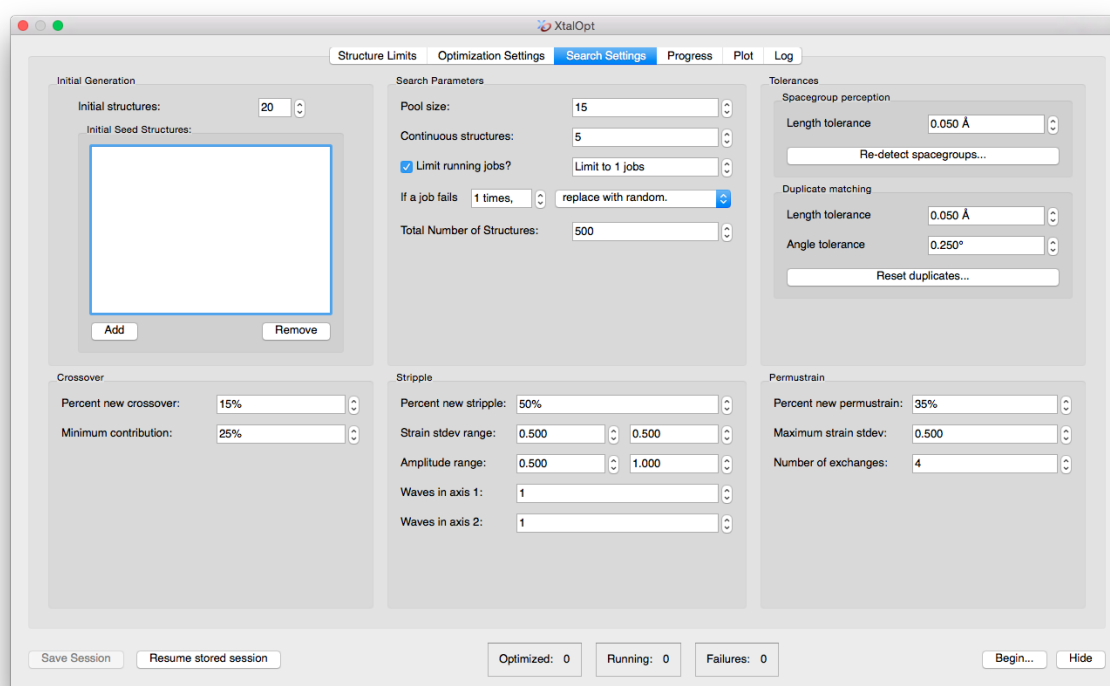 XtalOpt
Structure Limits Optimization Settings Search Settings Progress Plot Log
Initial Generation
Initial structures: 20
Initial Seed Structures:
Add Remove
Search Parameters
Pool size: 15
Continuous structures: 5
Limit running jobs? Limit to 1 jobs
If a job fails 1 times, replace with random.
Total Number of Structures: 500
Tolerances
Spacegroup perception
Length tolerance 0.050 Å
Re-detect spacegroups...
Duplicate matching
Length tolerance 0.050 Å
Angle tolerance 0.250°
Reset duplicates...
Crossover
Percent new crossover: 15%
Minimum contribution: 25%
Stripple
Percent new stripple: 50%
Strain stdev range: 0.500 0.500
Amplitude range: 0.500 1.000
Waves in axis 1: 1
Waves in axis 2: 1
Permustrain
Percent new permustrain: 35%
Maximum strain stdev: 0.500
Number of exchanges: 4
Save Session Resume stored session Optimized: 0 Running: 0 Failures: 0 Begin... Hide